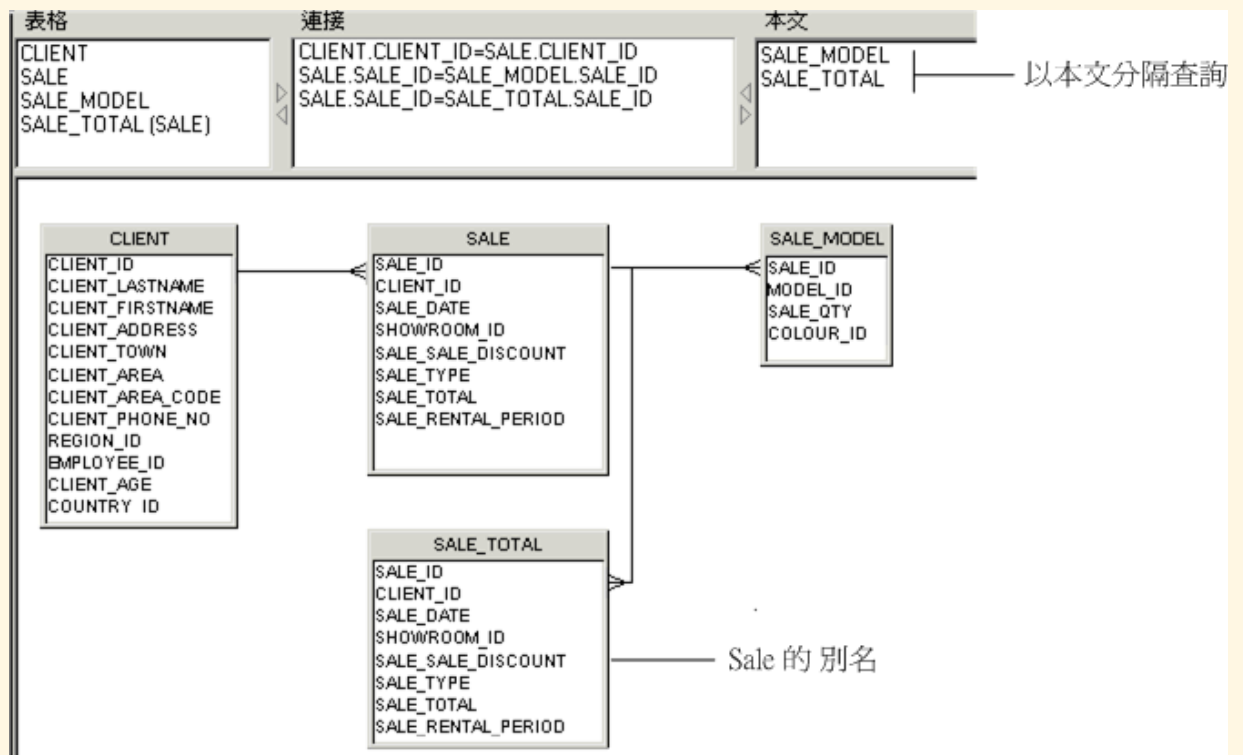 表格
CLIENT
SALE
SALE_MODEL
SALE_TOTAL (SALE)
連接
CLIENT.CLIENT_ID=SALE.CLIENT_ID
SALE.SALE_ID=SALE_MODEL.SALE_ID
SALE.SALE_ID=SALE_TOTAL.SALE_ID
本文
SALE_MODEL
SALE_TOTAL
以本文分隔查詢
CLIENT
CLIENT_ID
CLIENT_LASTNAME
CLIENT_FIRSTNAME
CLIENT_ADDRESS
CLIENT_TOWN
CLIENT_AREA
CLIENT_AREA_CODE
CLIENT_PHONE_NO
REGION_ID
EMPLOYEE_ID
CLIENT_AGE
COUNTRY_ID
SALE
SALE_ID
CLIENT_ID
SALE_DATE
SHOWROOM_ID
SALE_SALE_DISCOUNT
SALE_TYPE
SALE_TOTAL
SALE_RENTAL_PERIOD
SALE_MODEL
SALE_ID
MODEL_ID
SALE_QTY
COLOUR_ID
SALE_TOTAL
SALE_ID
CLIENT_ID
SALE_DATE
SHOWROOM_ID
SALE_SALE_DISCOUNT
SALE_TYPE
SALE_TOTAL
SALE_RENTAL_PERIOD
Sale 的 別名